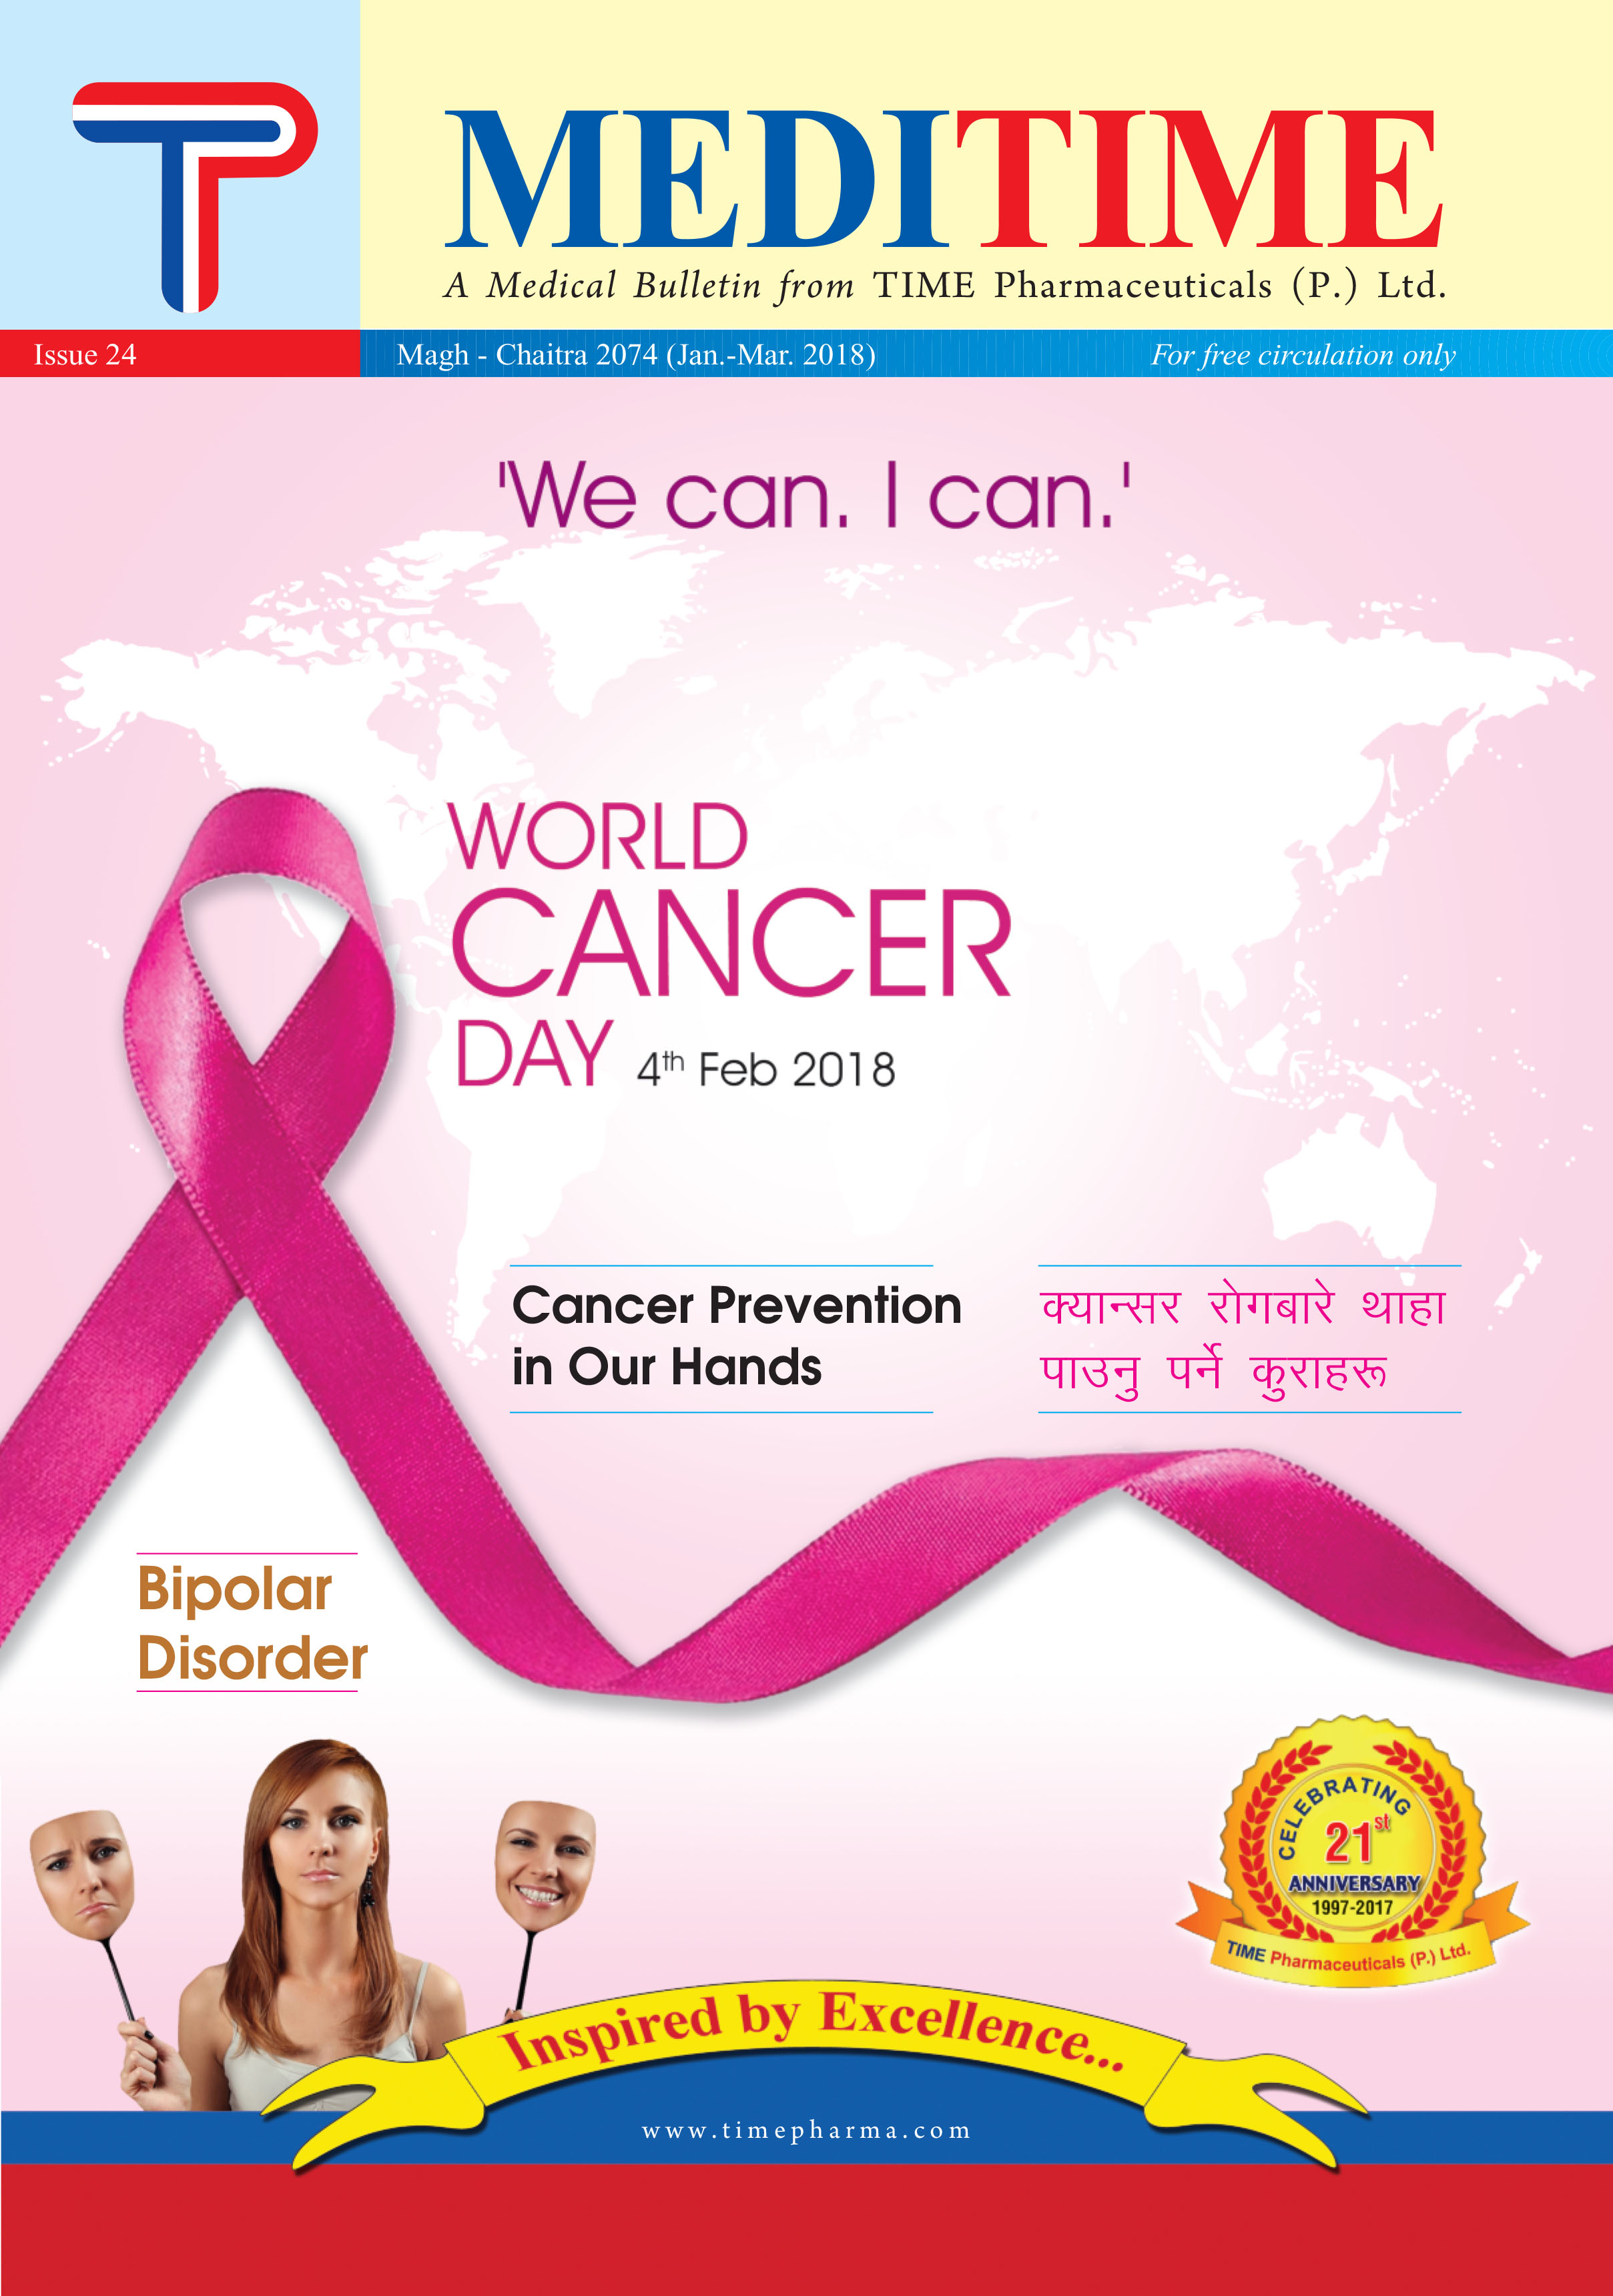 MEDITIME
A Medical Bulletin from TIME Pharmaceuticals (P.) Ltd.
Issue 24
Magh - Chaitra 2074 (Jan.-Mar. 2018)
For free circulation only
'We can. I can.'
WORLD
CANCER
DAY 4th Feb 2018
Cancer Prevention
in Our Hands
क्यान्सर रोगबारे थाहा
पाउनु पर्ने कुराहरू
Bipolar
Disorder
CELEBRATING
21st
ANNIVERSARY
1997-2017
TIME Pharmaceuticals (P.) Ltd.
Inspired by Excellence...
www.timepharma.com